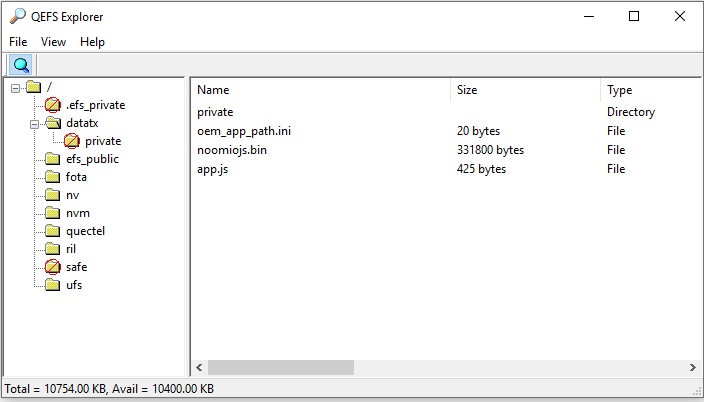 QEFS Explorer
File View Help
/
.efs_private
datatx
private
efs_public
fota
nv
nvm
quectel
ril
safe
ufs
Name Size Type
private Directory
oem_app_path.ini 20 bytes File
noomiojs.bin 331800 bytes File
app.js 425 bytes File
Total = 10754.00 KB, Avail = 10400.00 KB